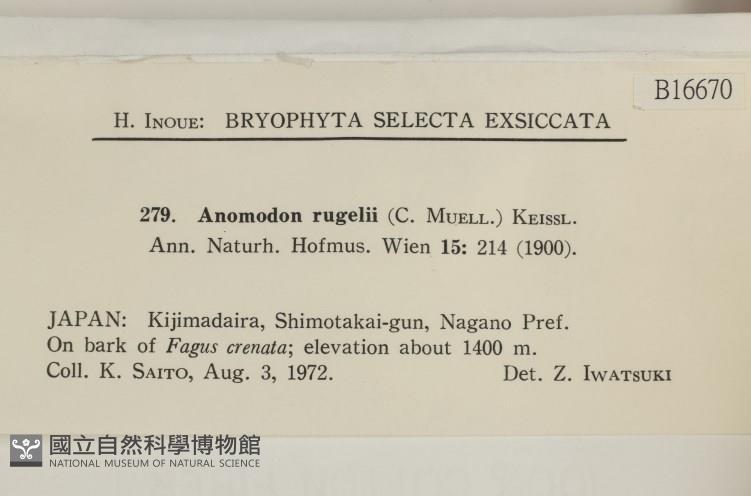 B16670
H. INOUE: BRYOPHYTA SELECTA EXSICCATA
279. Anomodon rugelii (C. MUELL.) KEISSL.
Ann. Naturh. Hofmus. Wien 15: 214 (1900).
JAPAN: Kijimadaira, Shimotakai-gun, Nagano Pref.
On bark of Fagus crenata; elevation about 1400 m.
Coll. K. SAITO, Aug. 3, 1972. Det. Z. IWATSUKI
國立自然科學博物館
NATIONAL MUSEUM OF NATURAL SCIENCE